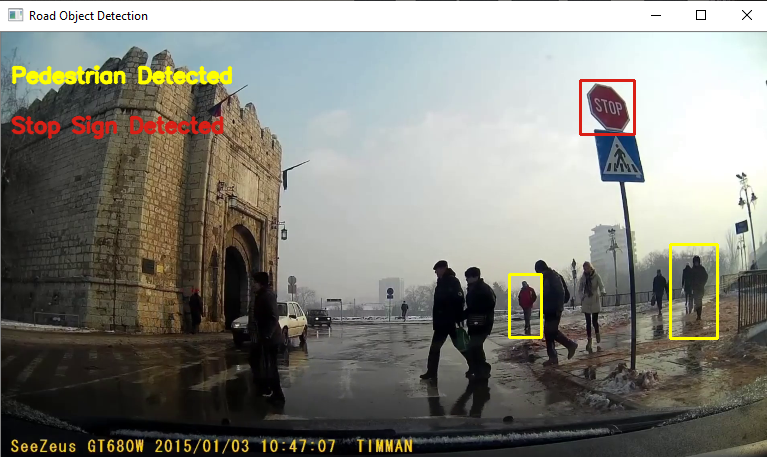 Road Object Detection
Pedestrian Detected
Stop Sign Detected
STOP
SeeZeus GT680W 2015/01/03 10:47:07 TIMMAN